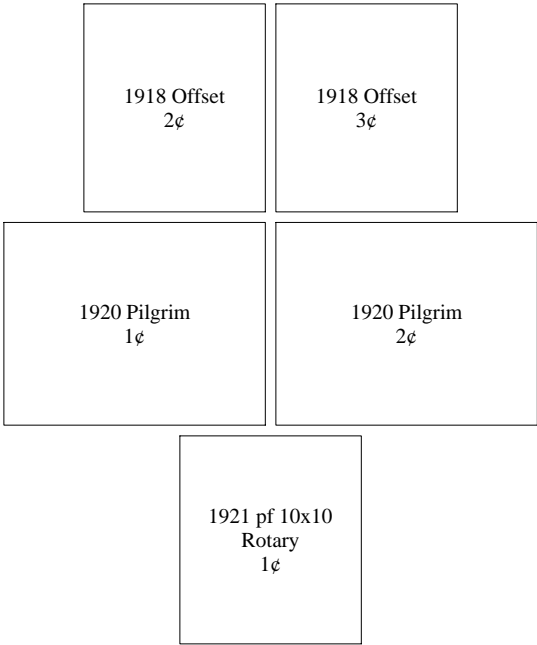 1918 Offset
2¢
1918 Offset
3¢
1920 Pilgrim
1¢
1920 Pilgrim
2¢
1921 pf 10x10
Rotary
1¢